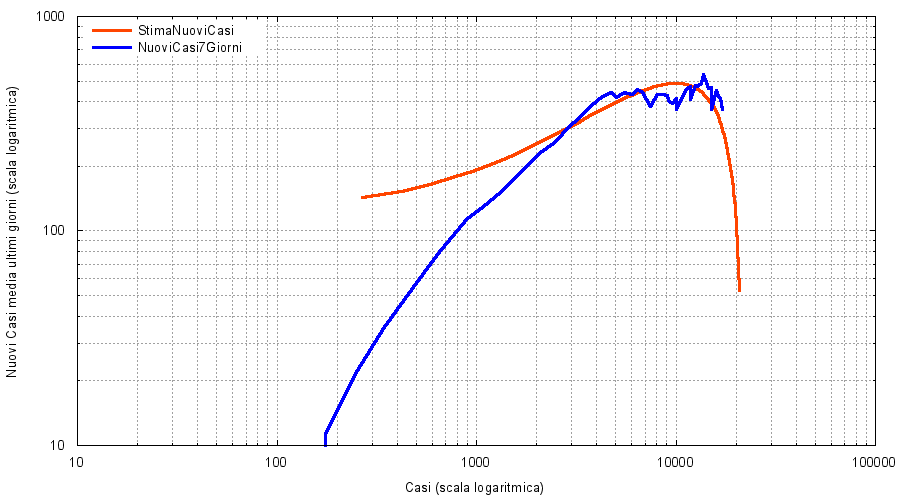 1000
StimaNuoviCasi
NuoviCasi7Giorni
Nuovi Casi media ultimi giorni (scala logaritmica)
100
10
10 100 1000 10000 100000
Casi (scala logaritmica)